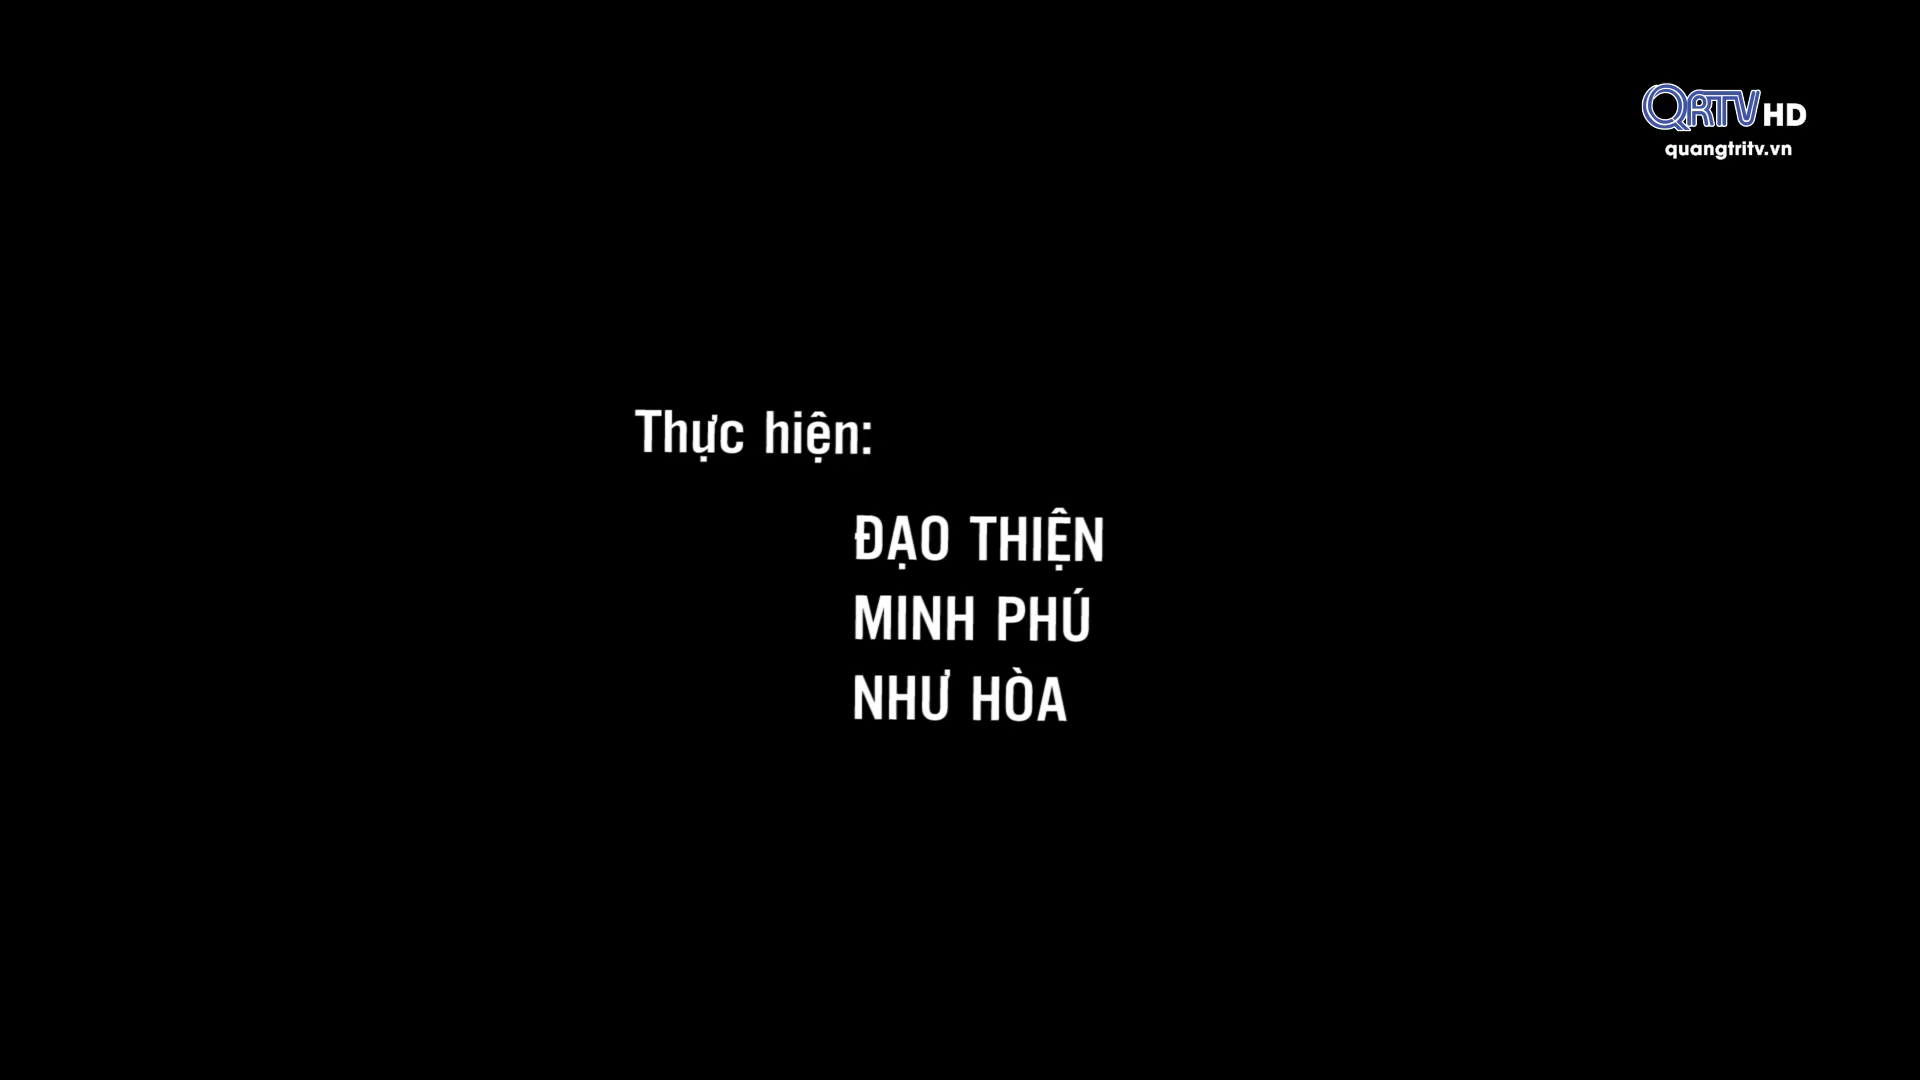 QRTV HD
quangtritv.vn
Thực hiện:
ĐẠO THIỆN
MINH PHÚ
NHƯ HÒA